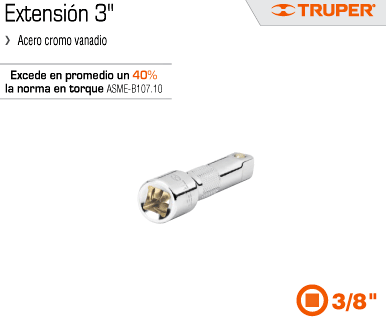 Extensión 3"
TRUPER®
❯ Acero cromo vanadio
Excede en promedio un 40%
la norma en torque ASME-B107.10
3/8"